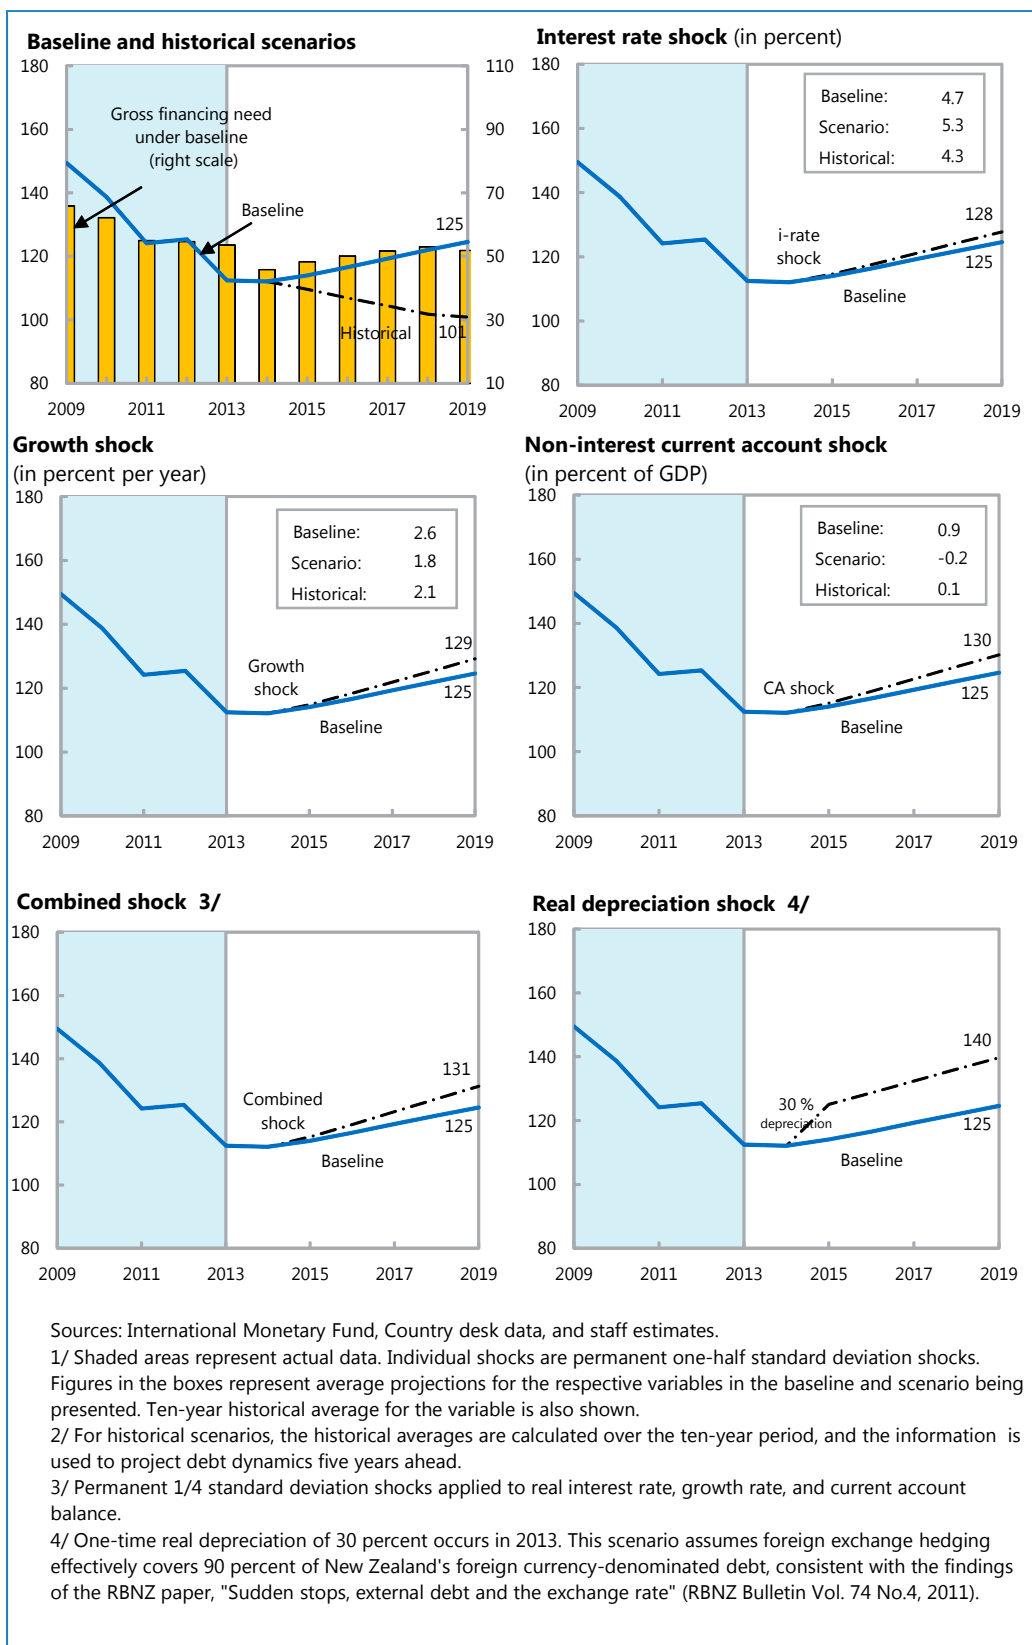 Baseline and historical scenarios
180
160
140
120
100
80
110
90
70
50
30
10
Gross financing need
under baseline
(right scale)
Baseline
125
Historical
101
2009 2011 2013 2015 2017 2019
Interest rate shock (in percent)
180
160
140
120
100
80
Baseline: 4.7
Scenario: 5.3
Historical: 4.3
i-rate
shock
128
125
Baseline
2009 2011 2013 2015 2017 2019
Growth shock
(in percent per year)
180
160
140
120
100
80
Baseline: 2.6
Scenario: 1.8
Historical: 2.1
Growth
shock
129
125
Baseline
2009 2011 2013 2015 2017 2019
Non-interest current account shock
(in percent of GDP)
180
160
140
120
100
80
Baseline: 0.9
Scenario: -0.2
Historical: 0.1
CA shock
130
125
Baseline
2009 2011 2013 2015 2017 2019
Combined shock 3/
180
160
140
120
100
80
Combined
shock
131
125
Baseline
2009 2011 2013 2015 2017 2019
Real depreciation shock 4/
180
160
140
120
100
80
30 %
depreciation
140
125
Baseline
2009 2011 2013 2015 2017 2019
Sources: International Monetary Fund, Country desk data, and staff estimates.
1/ Shaded areas represent actual data. Individual shocks are permanent one-half standard deviation shocks.
Figures in the boxes represent average projections for the respective variables in the baseline and scenario being
presented. Ten-year historical average for the variable is also shown.
2/ For historical scenarios, the historical averages are calculated over the ten-year period, and the information is
used to project debt dynamics five years ahead.
3/ Permanent 1/4 standard deviation shocks applied to real interest rate, growth rate, and current account
balance.
4/ One-time real depreciation of 30 percent occurs in 2013. This scenario assumes foreign exchange hedging
effectively covers 90 percent of New Zealand's foreign currency-denominated debt, consistent with the findings
of the RBNZ paper, "Sudden stops, external debt and the exchange rate" (RBNZ Bulletin Vol. 74 No.4, 2011).